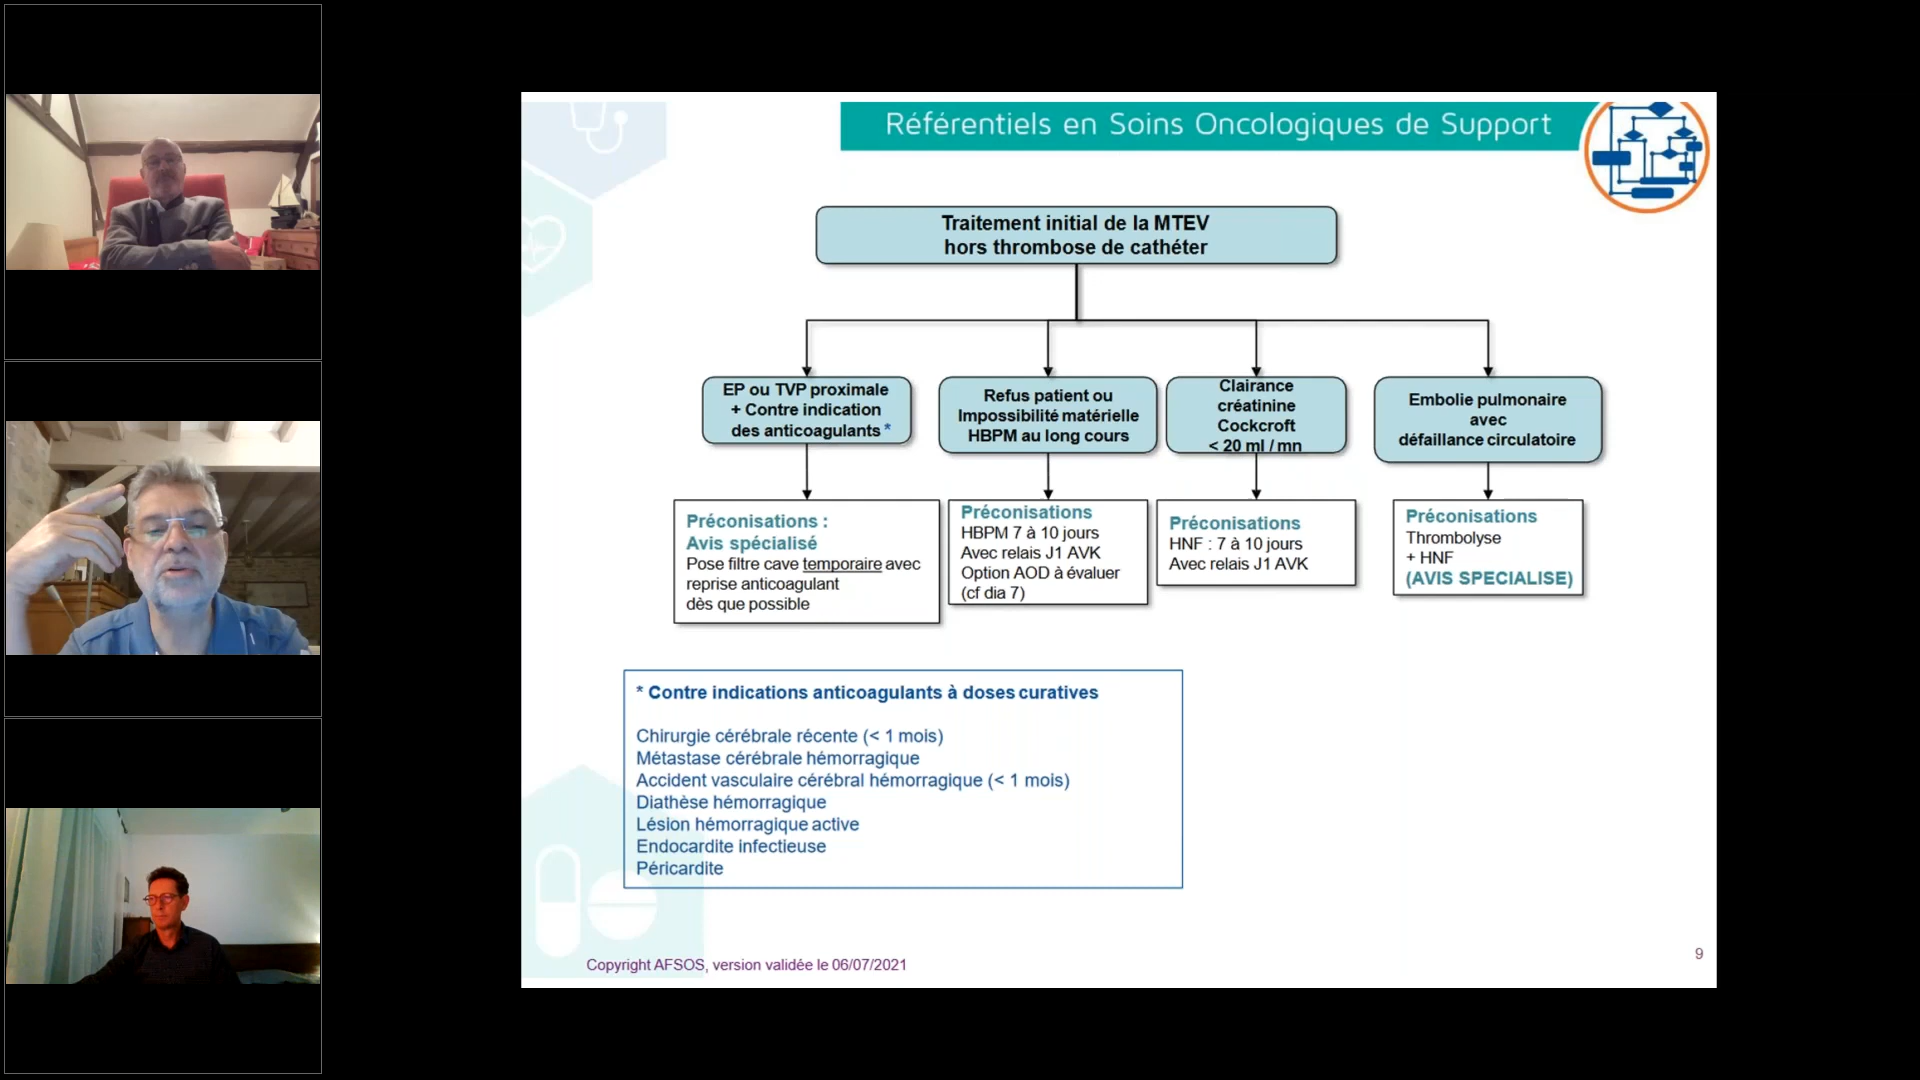 Référentiels en Soins Oncologiques de Support
Traitement initial de la MTEV
hors thrombose de cathéter
EP ou TVP proximale
+ Contre indication
des anticoagulants *
Refus patient ou
Impossibilité matérielle
HBPM au long cours
Clairance
créatinine
Cockcroft
< 20 ml / mn
Embolie pulmonaire
avec
défaillance circulatoire
Préconisations :
Avis spécialisé
Pose filtre cave temporaire avec
reprise anticoagulant
dès que possible
Préconisations
HBPM 7 à 10 jours
Avec relais J1 AVK
Option AOD à évaluer
(cf dia 7)
Préconisations
HNF : 7 à 10 jours
Avec relais J1 AVK
Préconisations
Thrombolyse
+ HNF
(AVIS SPECIALISE)
* Contre indications anticoagulants à doses curatives
Chirurgie cérébrale récente (< 1 mois)
Métastase cérébrale hémorragique
Accident vasculaire cérébral hémorragique (< 1 mois)
Diathèse hémorragique
Lésion hémorragique active
Endocardite infectieuse
Péricardite
Copyright AFSOS, version validée le 06/07/2021
9